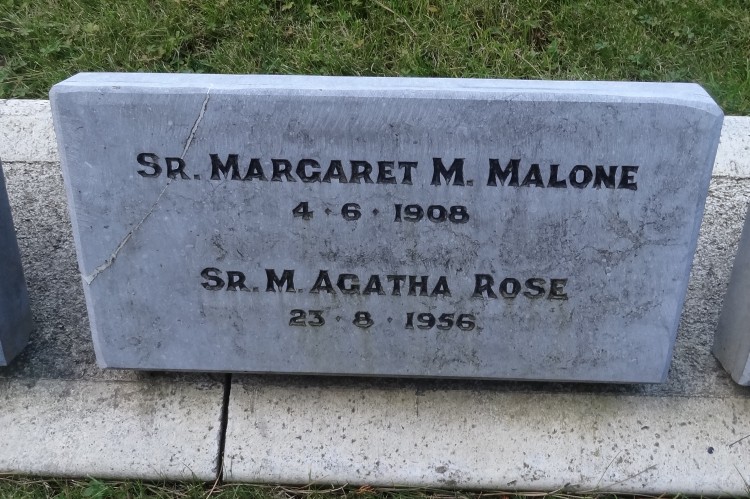 Sr. Margaret M. Malone
4 · 6 · 1908
Sr. M. Agatha Rose
23 · 8 · 1956